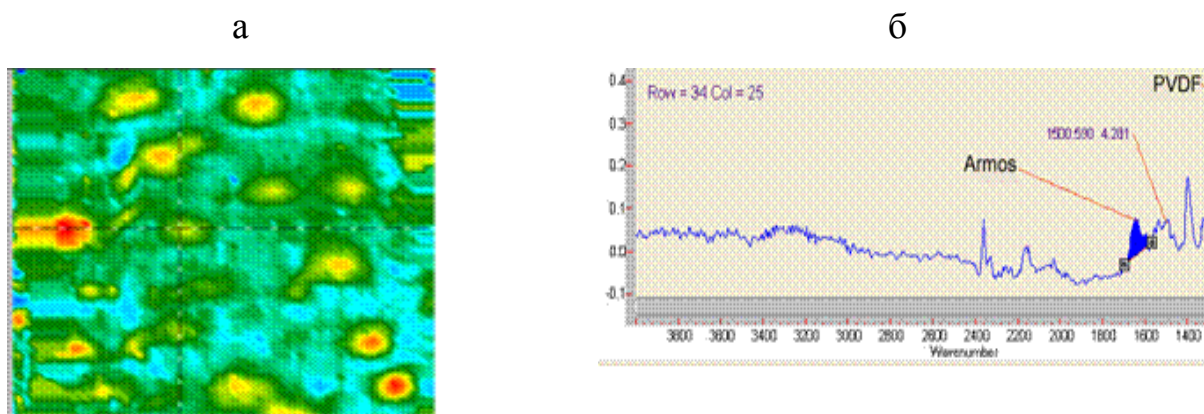 а
б
0.4
Row = 34 Col = 25
PVDF
0.3
1500.590 4.281
Armos
0.2
0.1
0.0
-0.1
3800 3600 3400 3200 3000 2800 2600 2400 2200 2000 1800 1600 1400
Wavenumber